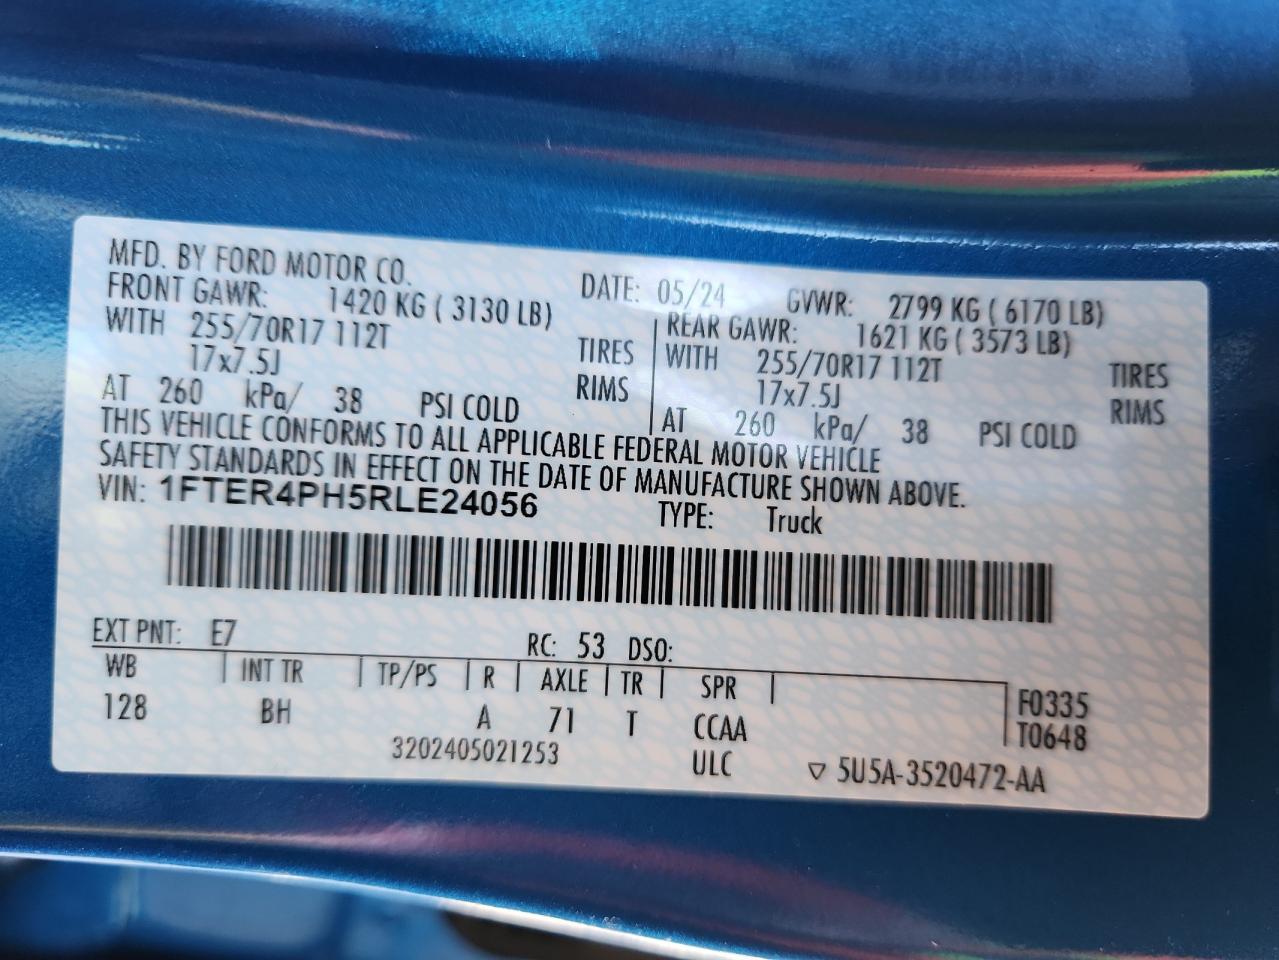 MFD. BY FORD MOTOR CO. DATE: 05/24 GVWR: 2799 KG ( 6170 LB)
FRONT GAWR: 1420 KG ( 3130 LB) REAR GAWR: 1621 KG ( 3573 LB)
WITH 255/70R17 112T TIRES WITH 255/70R17 112T TIRES
17x7.5J RIMS 17x7.5J RIMS
AT 260 kPa/ 38 PSI COLD AT 260 kPa/ 38 PSI COLD
THIS VEHICLE CONFORMS TO ALL APPLICABLE FEDERAL MOTOR VEHICLE
SAFETY STANDARDS IN EFFECT ON THE DATE OF MANUFACTURE SHOWN ABOVE.
VIN: 1FTER4PH5RLE24056 TYPE: Truck
EXT PNT: E7 RC: 53 DSO:
WB INT TR TP/PS R AXLE TR SPR F0335
128 BH A 71 T CCAA T0648
3202405021253 ULC ▽ 5U5A-3520472-AA